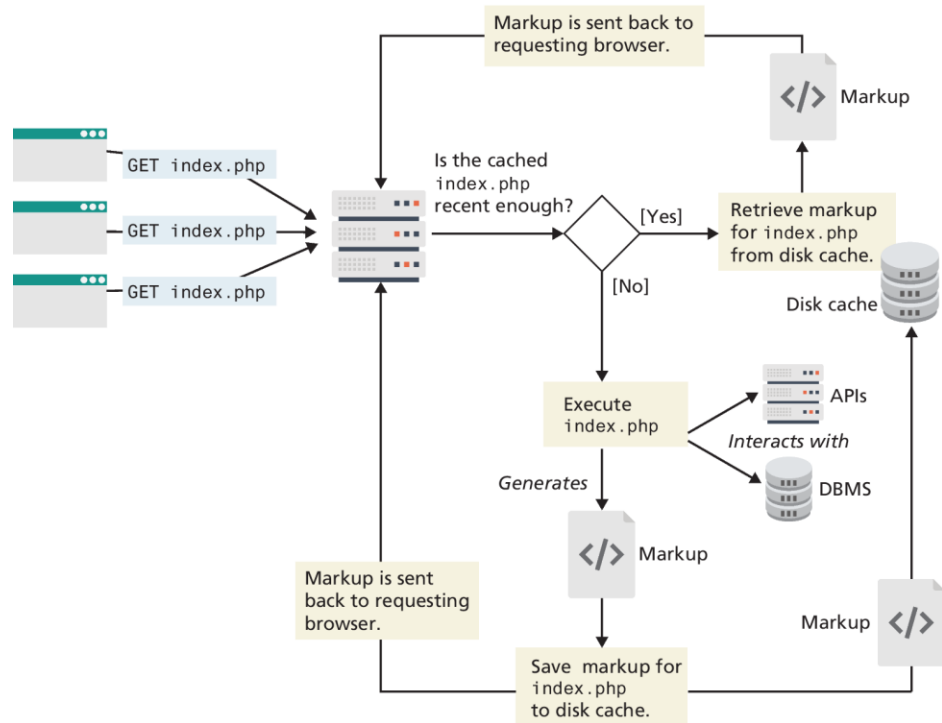 Markup is sent back to
requesting browser.
Markup
GET index.php
GET index.php
GET index.php
Is the cached
index.php
recent enough?
[Yes]
Retrieve markup
for index.php
from disk cache.
[No]
Disk cache
Execute
index.php
APIs
Interacts with
DBMS
Generates
Markup
Markup is sent
back to requesting
browser.
Markup
Save markup for
index.php
to disk cache.